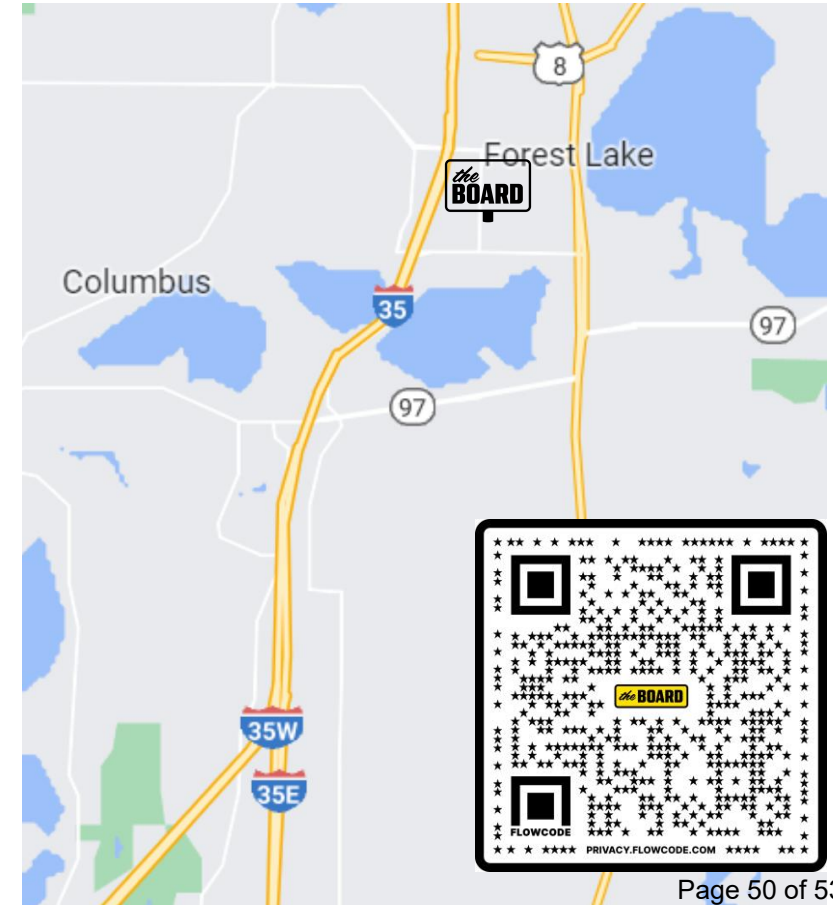 8
Forest Lake
the
BOARD
Columbus
35
97
97
35W
35E
the BOARD
FLOWCODE
PRIVACY.FLOWCODE.COM
Page 50 of 53